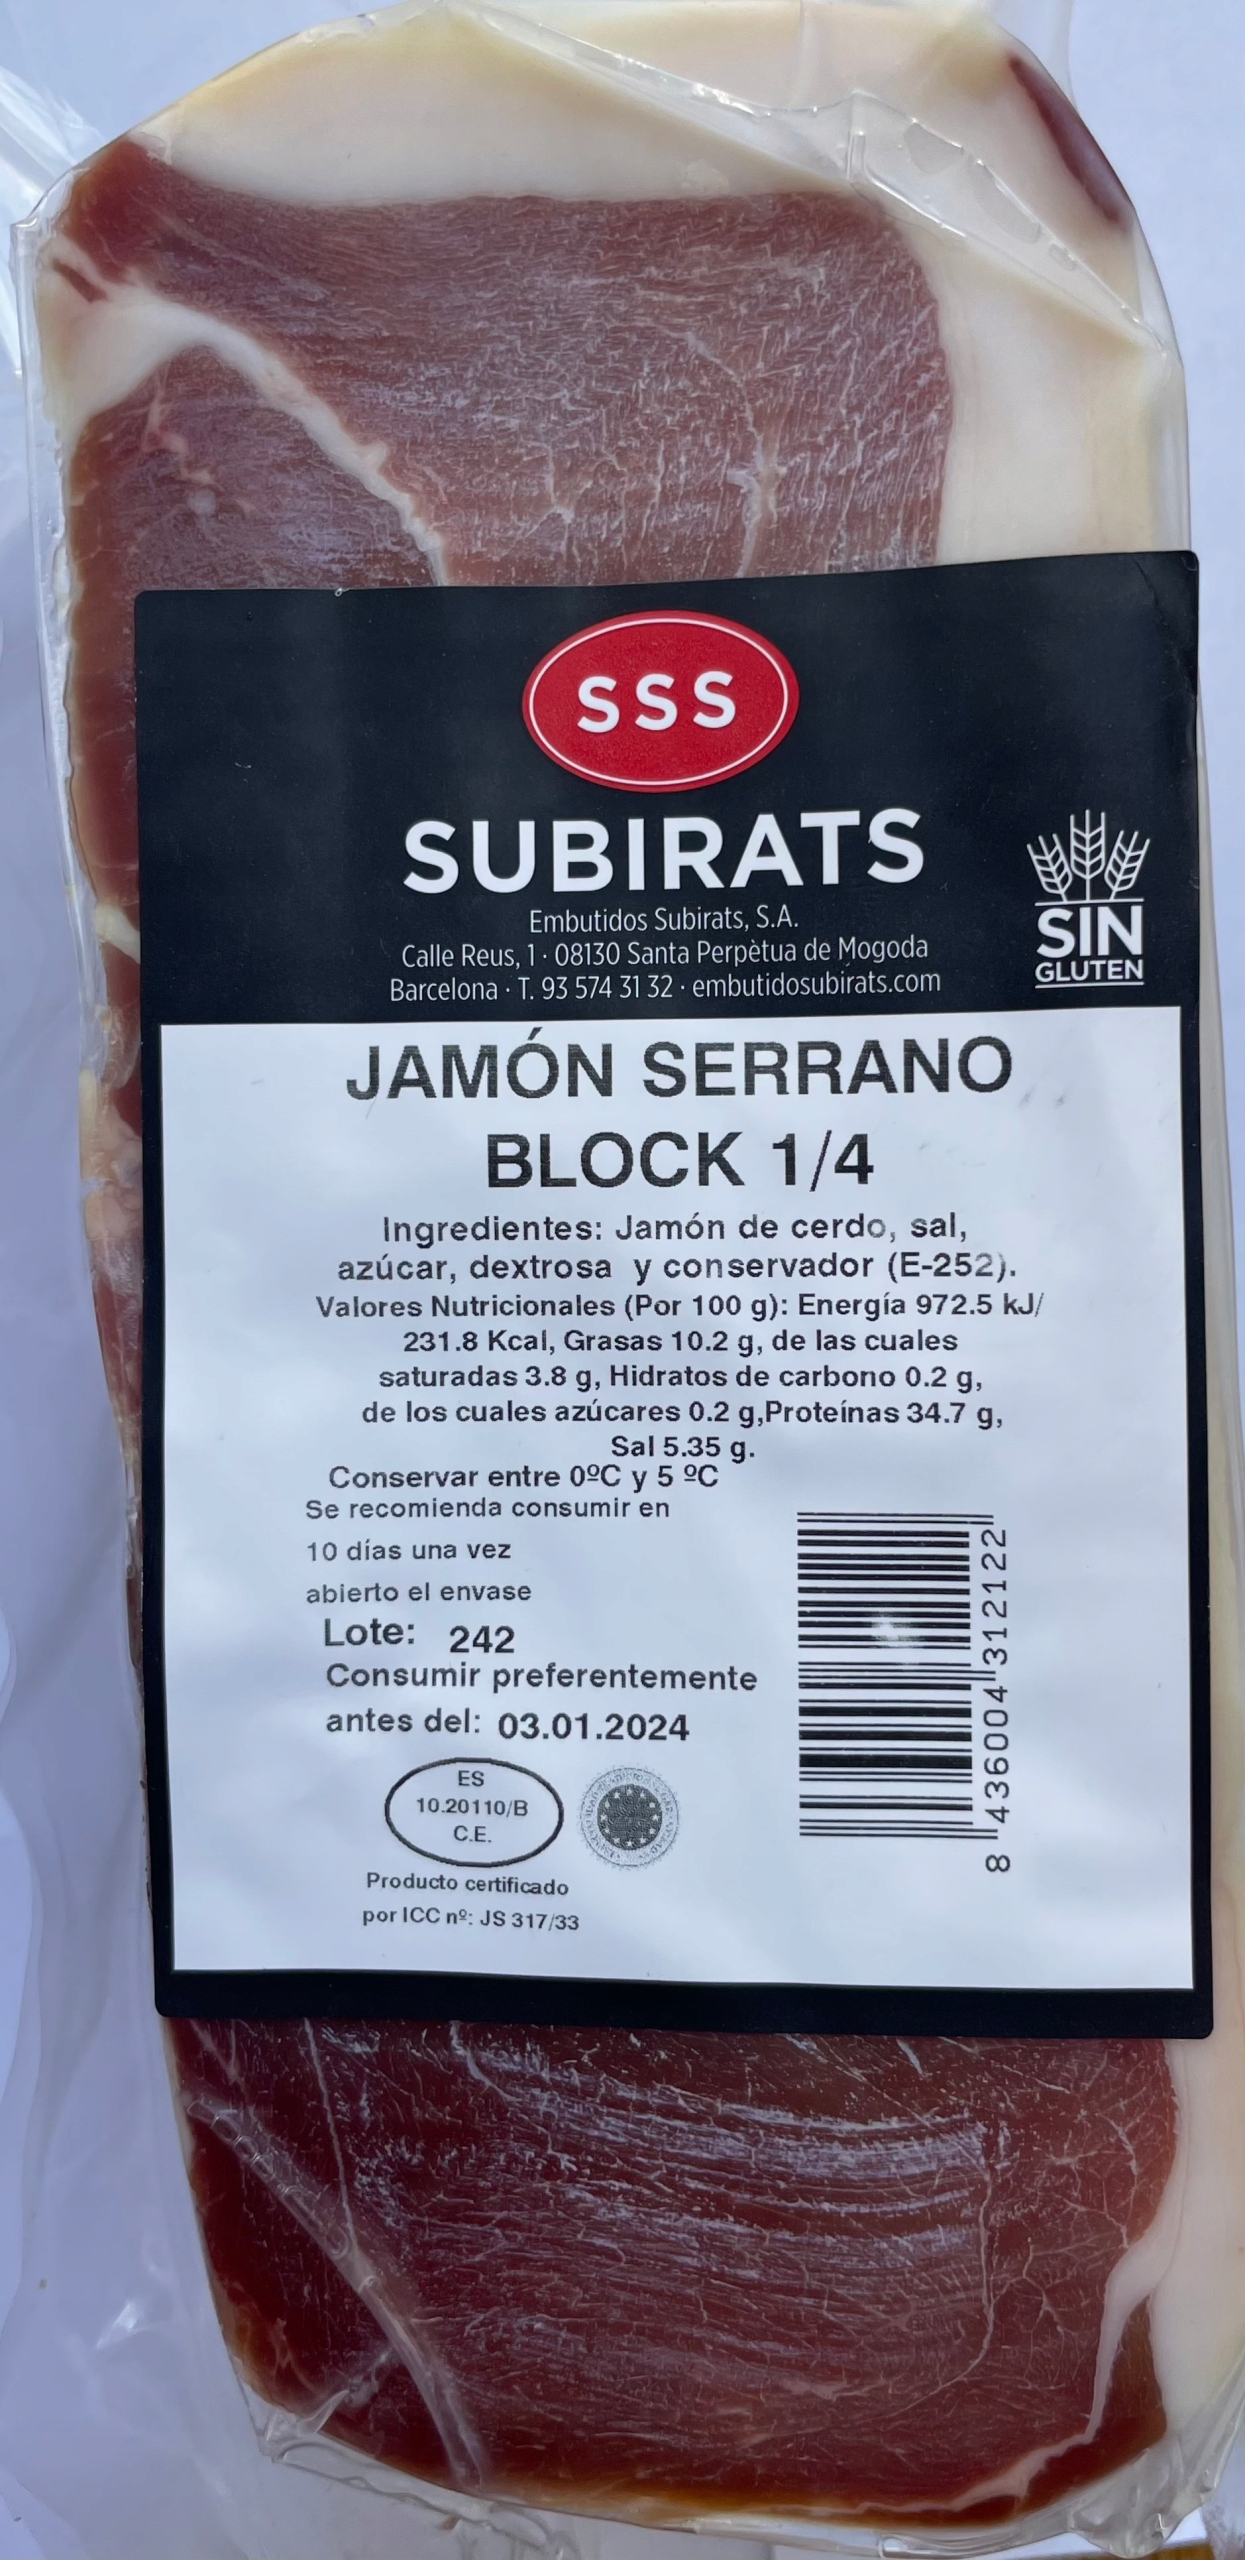 SSS
SUBIRATS
Embutidos Subirats, S.A.
Calle Reus, 1 · 08130 Santa Perpètua de Mogoda
Barcelona · T. 93 574 31 32 · embutidosubirats.com
SIN
GLUTEN
JAMÓN SERRANO
BLOCK 1/4
Ingredientes: Jamón de cerdo, sal,
azúcar, dextrosa y conservador (E-252).
Valores Nutricionales (Por 100 g): Energía 972.5 kJ/
231.8 Kcal, Grasas 10.2 g, de las cuales
saturadas 3.8 g, Hidratos de carbono 0.2 g,
de los cuales azúcares 0.2 g,Proteínas 34.7 g,
Sal 5.35 g.
Conservar entre 0ºC y 5 ºC
Se recomienda consumir en
10 días una vez
abierto el envase
Lote: 242
Consumir preferentemente
antes del: 03.01.2024
ES
10.20110/B
C.E.
Producto certificado
por ICC nº: JS 317/33
8 436004 312122